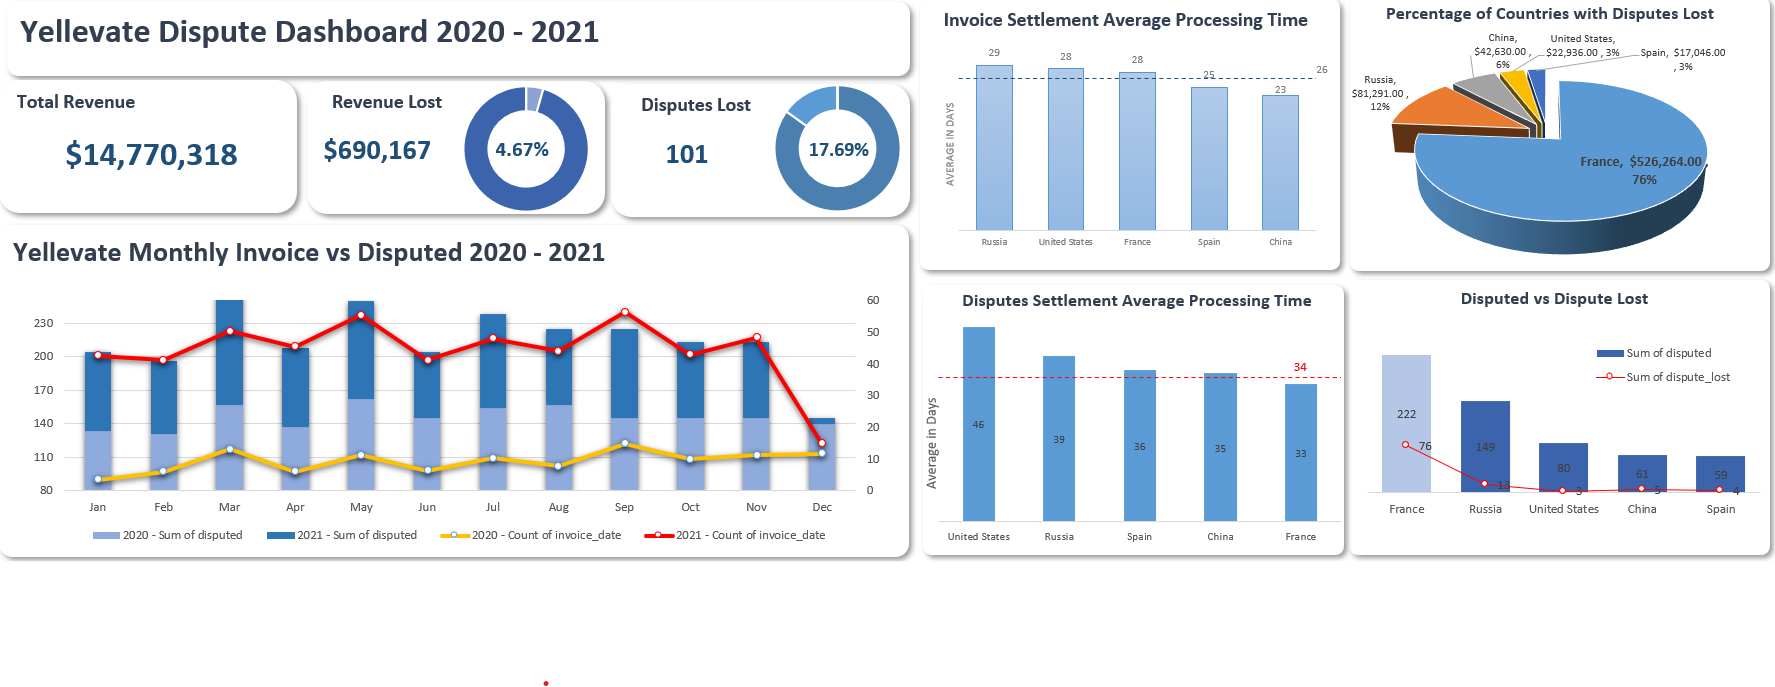 Yellevate Dispute Dashboard 2020 - 2021
Total Revenue
$14,770,318
Revenue Lost
$690,167
4.67%
Disputes Lost
101
17.69%
Yellevate Monthly Invoice vs Disputed 2020 - 2021
230
200
170
140
110
80
60
50
40
30
20
10
0
Jan Feb Mar Apr May Jun Jul Aug Sep Oct Nov Dec
2020 - Sum of disputed 2021 - Sum of disputed 2020 - Count of invoice_date 2021 - Count of invoice_date
Invoice Settlement Average Processing Time
AVERAGE IN DAYS
29 28 28 25 23 26
Russia United States France Spain China
Percentage of Countries with Disputes Lost
China,
$42,630.00 ,
6%
United States,
$22,936.00 , 3%
Spain, $17,046.00
, 3%
Russia,
$81,291.00 ,
12%
France, $526,264.00 ,
76%
Disputes Settlement Average Processing Time
Average in Days
34
46 39 36 35 33
United States Russia Spain China France
Disputed vs Dispute Lost
Sum of disputed
Sum of dispute_lost
222 149 80 61 59
76 13 3 5 4
France Russia United States China Spain